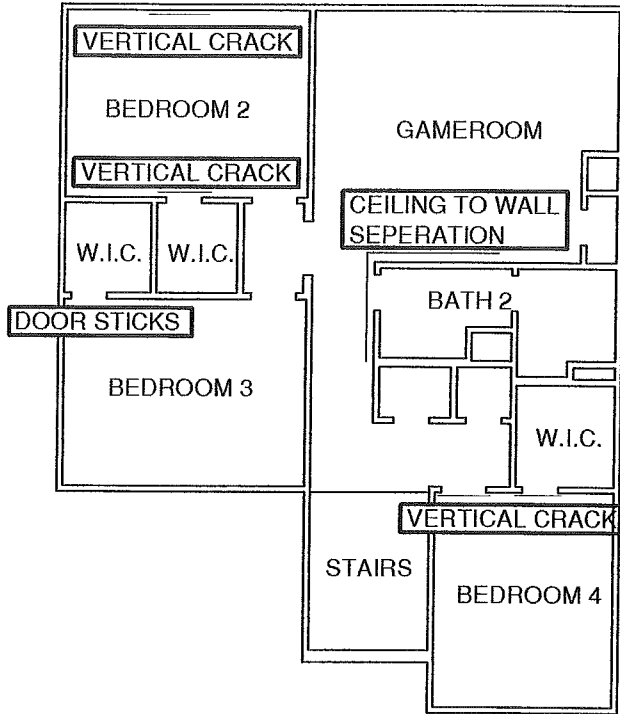 VERTICAL CRACK
BEDROOM 2
GAMEROOM
VERTICAL CRACK
CEILING TO WALL
SEPERATION
W.I.C.
W.I.C.
BATH 2
DOOR STICKS
BEDROOM 3
W.I.C.
VERTICAL CRACK
STAIRS
BEDROOM 4